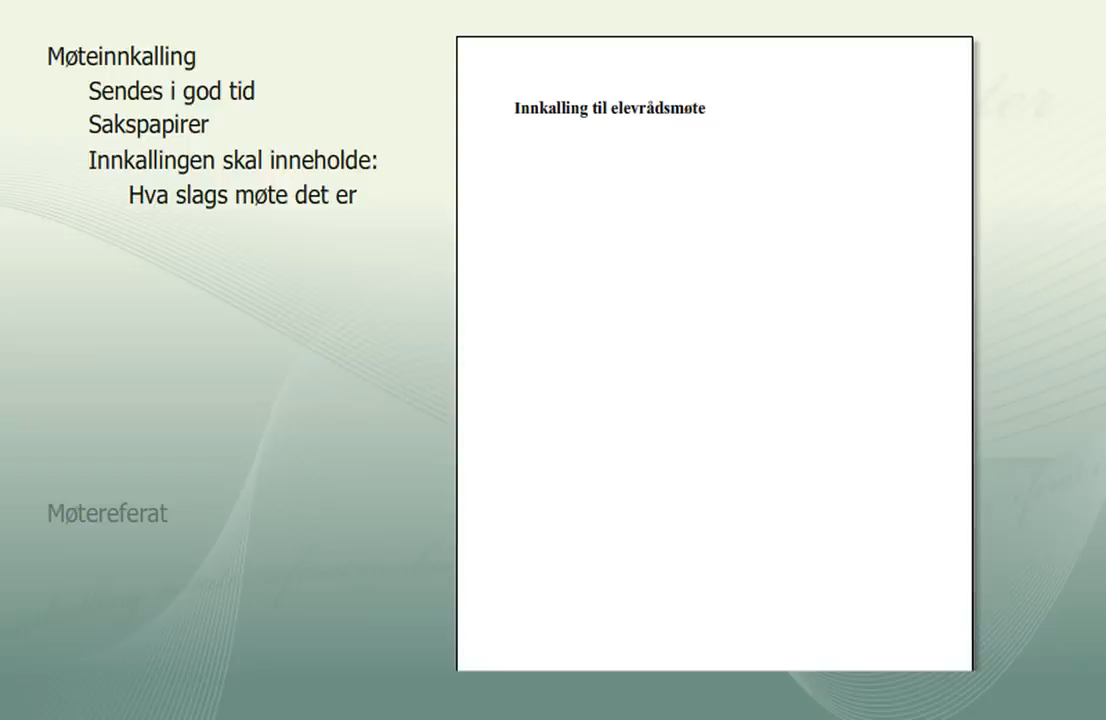 Møteinnkalling
Sendes i god tid
Sakspapirer
Innkallingen skal inneholde:
Hva slags møte det er
Møtereferat
Innkalling til elevrådsmøte